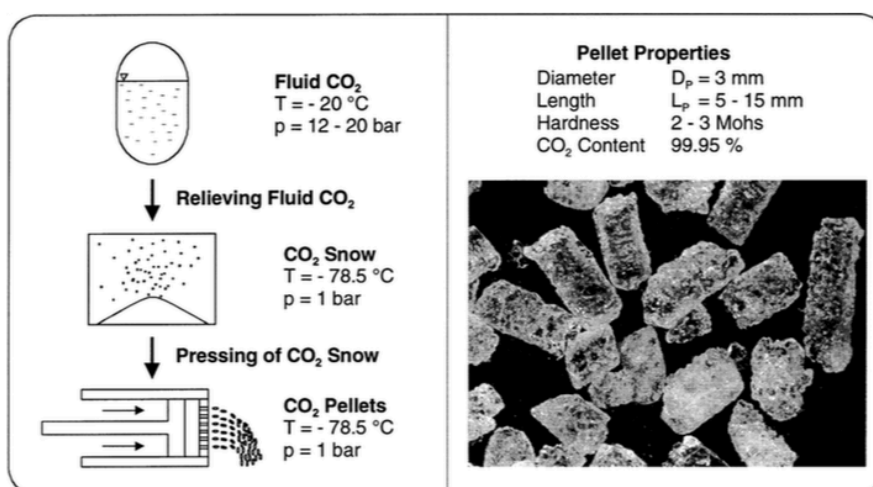 Fluid CO₂
T = - 20 °C
p = 12 - 20 bar
Relieving Fluid CO₂
CO₂ Snow
T = - 78.5 °C
p = 1 bar
Pressing of CO₂ Snow
CO₂ Pellets
T = - 78.5 °C
p = 1 bar
Pellet Properties
Diameter Dₚ = 3 mm
Length Lₚ = 5 - 15 mm
Hardness 2 - 3 Mohs
CO₂ Content 99.95 %